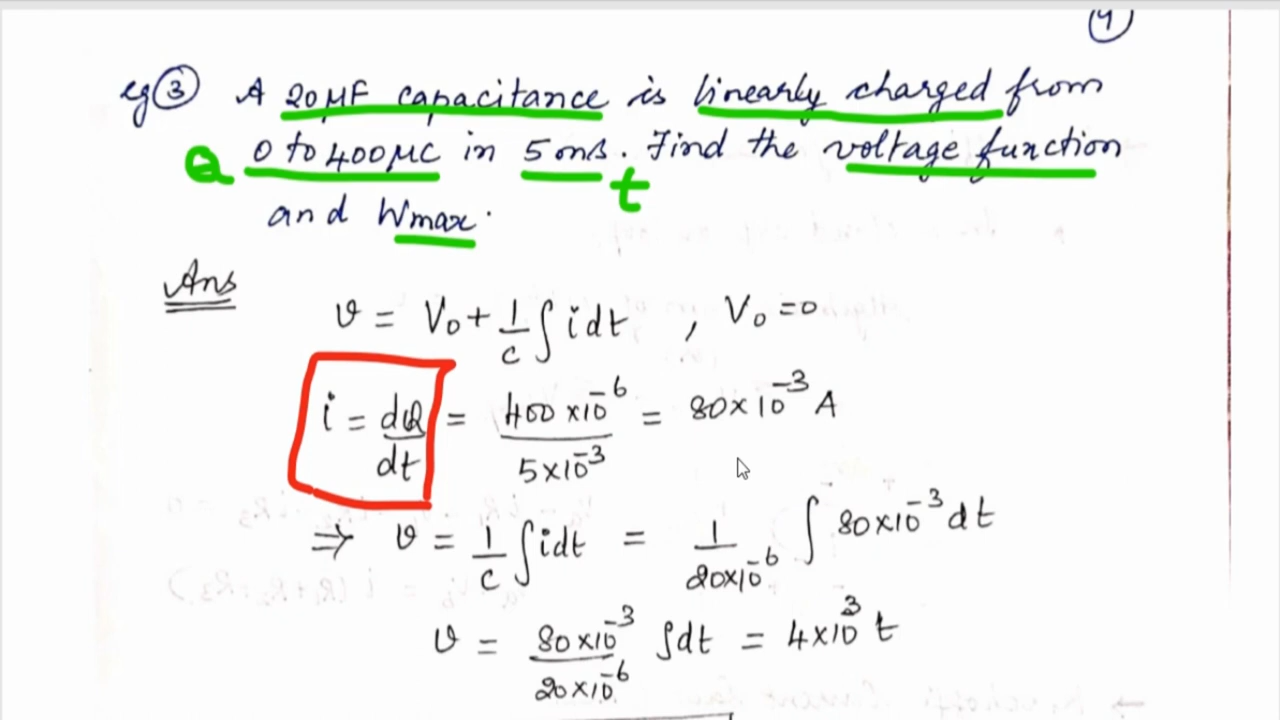 4
eg ③ A 20μF capacitance is linearly charged from
Q 0 to 400μC in 5ms. Find the voltage function
t
and Wmax.
Ans
v = V₀ + 1/c ∫ i dt , V₀ = 0
i = dQ/dt = 400×10⁻⁶ / 5×10⁻³ = 80×10⁻³ A
⇒ v = 1/c ∫ i dt = 1/20×10⁻⁶ ∫ 80×10⁻³ dt
v = 80×10⁻³ / 20×10⁻⁶ ∫ dt = 4×10³ t